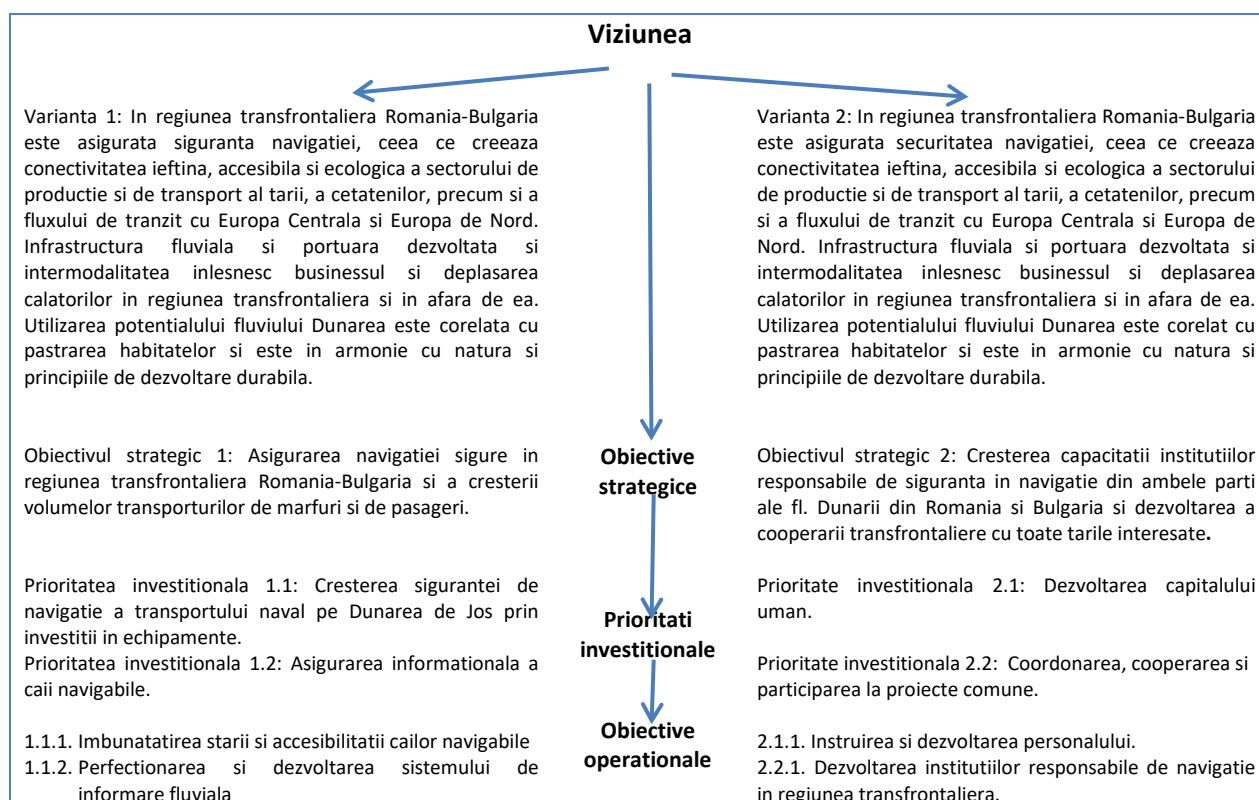 Viziunea
Varianta 1: In regiunea transfrontaliera Romania-Bulgaria
este asigurata siguranta navigatiei, ceea ce creeaza
conectivitatea ieftina, accesibila si ecologica a sectorului de
productie si de transport al tarii, a cetatenilor, precum si a
fluxului de tranzit cu Europa Centrala si Europa de Nord.
Infrastructura fluviala si portuara dezvoltata si
intermodalitatea inlesnesc businessul si deplasarea
calatorilor in regiunea transfrontaliera si in afara de ea.
Utilizarea potentialului fluviului Dunarea este corelata cu
pastrarea habitatelor si este in armonie cu natura si
principiile de dezvoltare durabila.
Varianta 2: In regiunea transfrontaliera Romania-Bulgaria
este asigurata securitatea navigatiei, ceea ce creeaza
conectivitatea ieftina, accesibila si ecologica a sectorului
de productie si de transport al tarii, a cetatenilor, precum
si a fluxului de tranzit cu Europa Centrala si Europa de
Nord. Infrastructura fluviala si portuara dezvoltata si
intermodalitatea inlesnesc businessul si deplasarea
calatorilor in regiunea transfrontaliera si in afara de ea.
Utilizarea potentialului fluviului Dunarea este corelat cu
pastrarea habitatelor si este in armonie cu natura si
principiile de dezvoltare durabila.
Obiectivul strategic 1: Asigurarea navigatiei sigure in
regiunea transfrontaliera Romania-Bulgaria si a cresterii
volumelor transporturilor de marfuri si de pasageri.
Obiective
strategice
Obiectivul strategic 2: Cresterea capacitatii institutiilor
responsabile de siguranta in navigatie din ambele parti
ale fl. Dunarii din Romania si Bulgaria si dezvoltarea a
cooperarii transfrontaliere cu toate tarile interesate.
Prioritatea investitionala 1.1: Cresterea sigurantei de
navigatie a transportului naval pe Dunarea de Jos prin
investitii in echipamente.
Prioritatea investitionala 1.2: Asigurarea informationala a
caii navigabile.
Prioritati
investitionale
Prioritate investitionala 2.1: Dezvoltarea capitalului
uman.
Prioritate investitionala 2.2: Coordonarea, cooperarea si
participarea la proiecte comune.
1.1.1. Imbunatatirea starii si accesibilitatii cailor navigabile
1.1.2. Perfectionarea si dezvoltarea sistemului de
informare fluviala
Obiective
operationale
2.1.1. Instruirea si dezvoltarea personalului.
2.2.1. Dezvoltarea institutiilor responsabile de navigatie
in regiunea transfrontaliera.